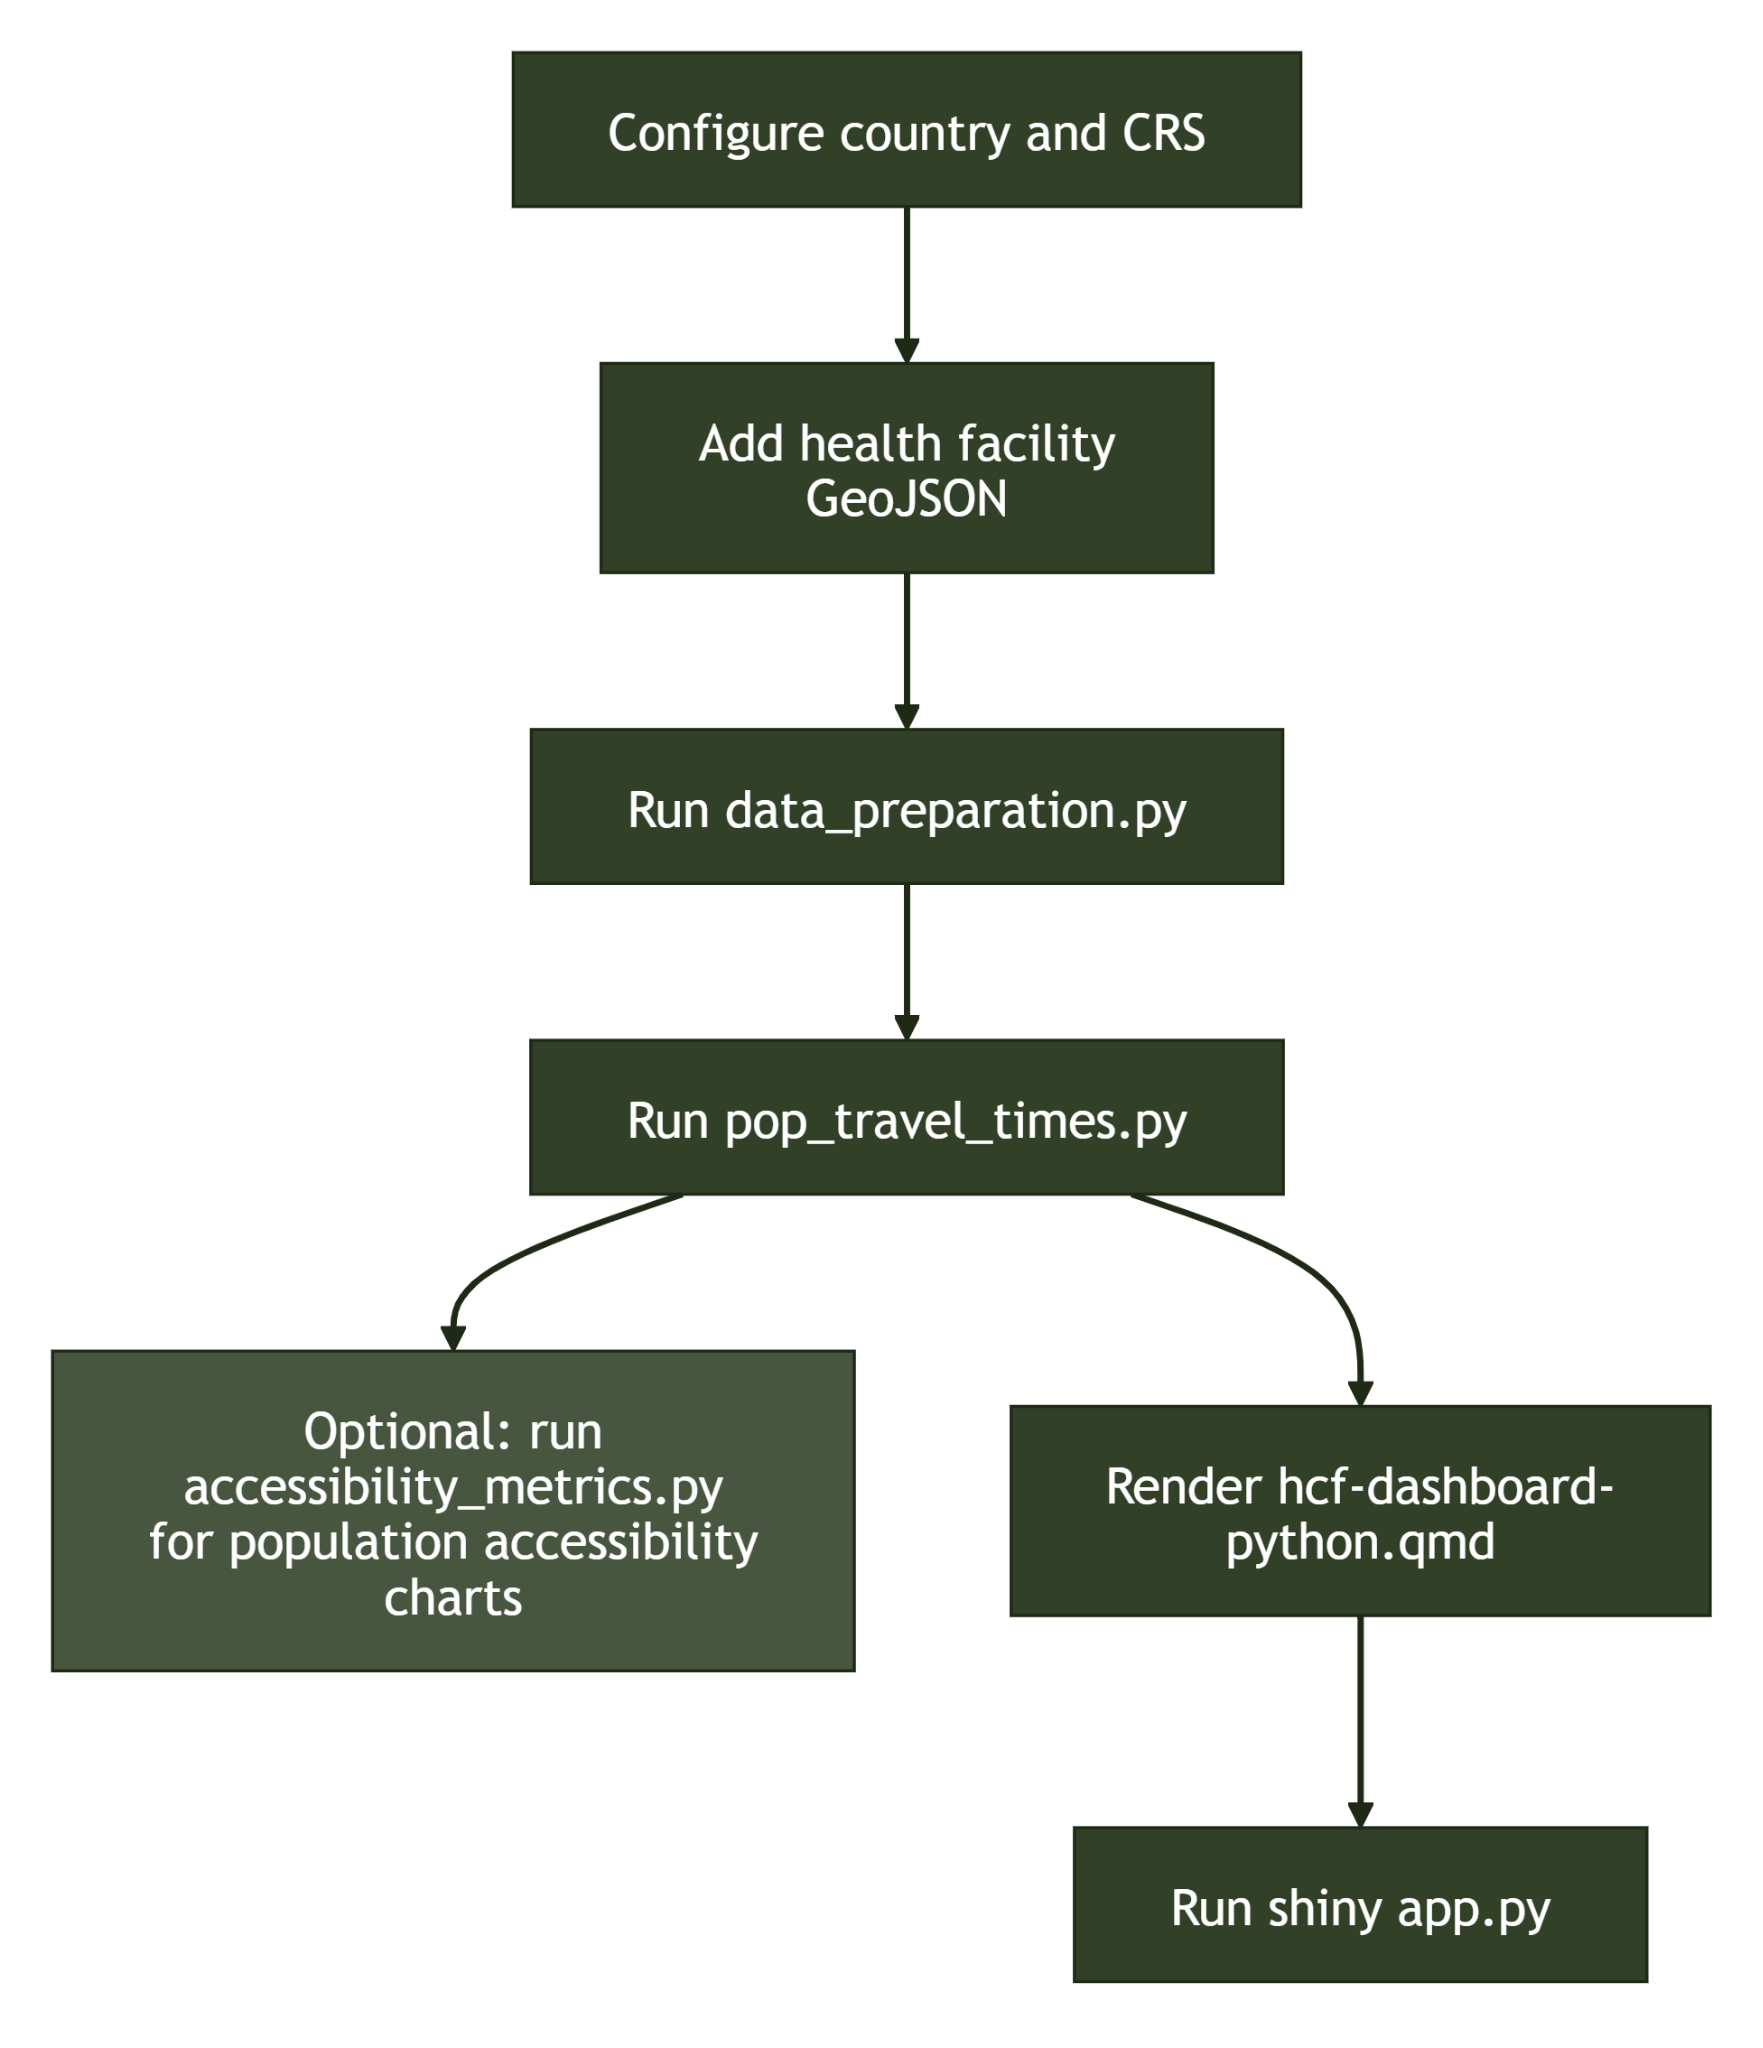 Configure country and CRS
Add health facility
GeoJSON
Run data_preparation.py
Run pop_travel_times.py
Optional: run
accessibility_metrics.py
for population accessibility
charts
Render hcf-dashboard-
python.qmd
Run shiny app.py